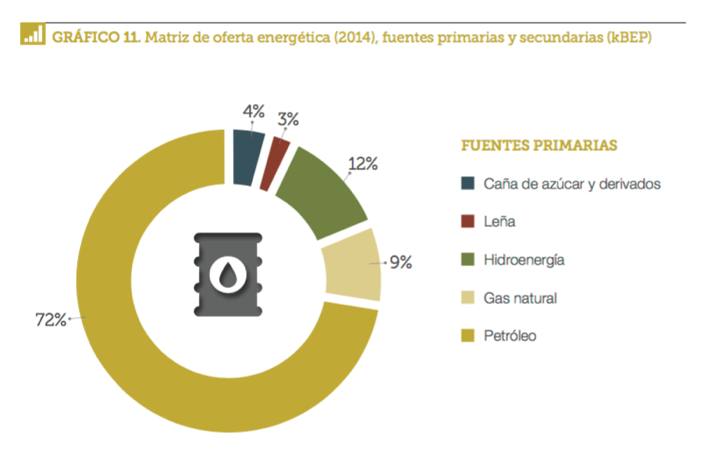 GRÁFICO 11. Matriz de oferta energética (2014), fuentes primarias y secundarias (kBEP)
4%
3%
12%
9%
72%
FUENTES PRIMARIAS
Caña de azúcar y derivados
Leña
Hidroenergía
Gas natural
Petróleo